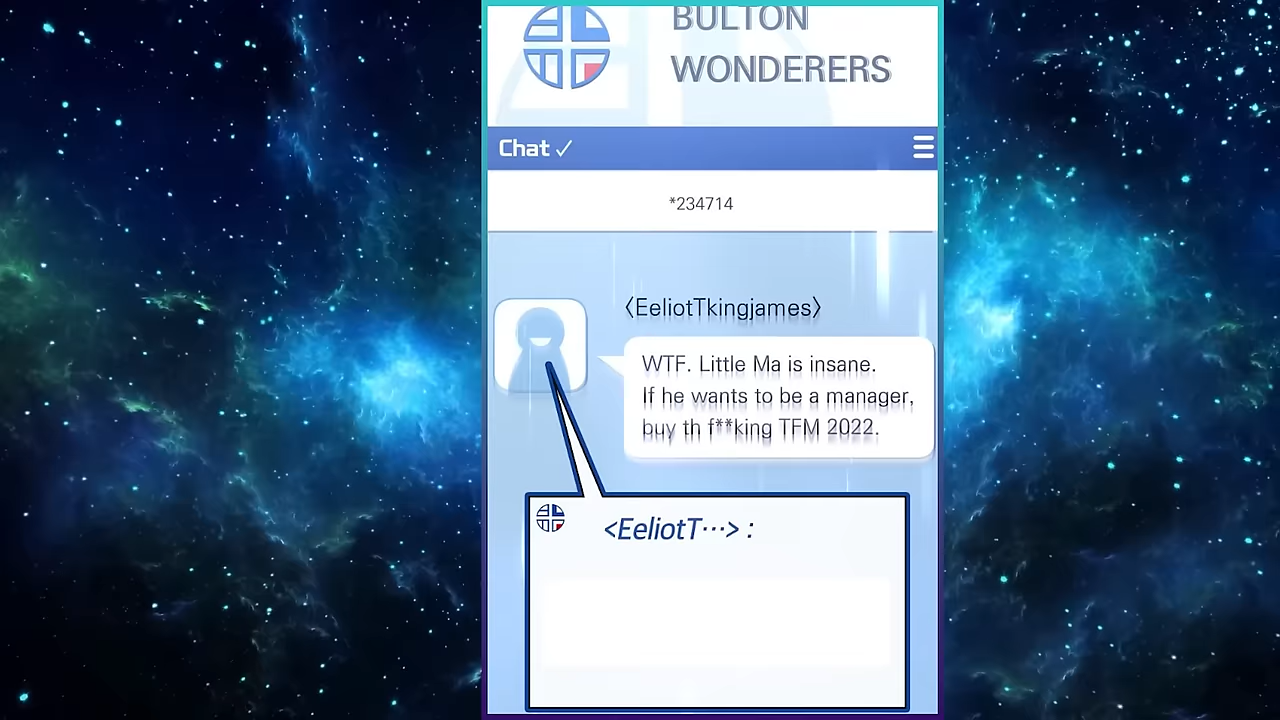 BULTON
WONDERERS
Chat ✓
*234714
〈EeliotTkingjames〉
WTF. Little Ma is insane.
If he wants to be a manager,
buy th f**king TFM 2022.
<EeliotT···> :